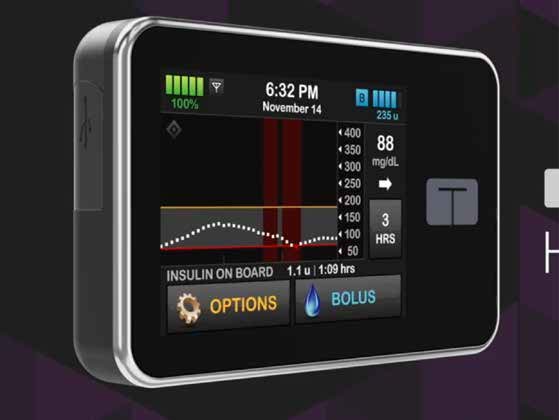 100%
6:32 PM
November 14
B
235 u
400
350
300
250
200
150
100
50
88
mg/dL
3
HRS
INSULIN ON BOARD 1.1 u | 1:09 hrs
OPTIONS
BOLUS
T
H